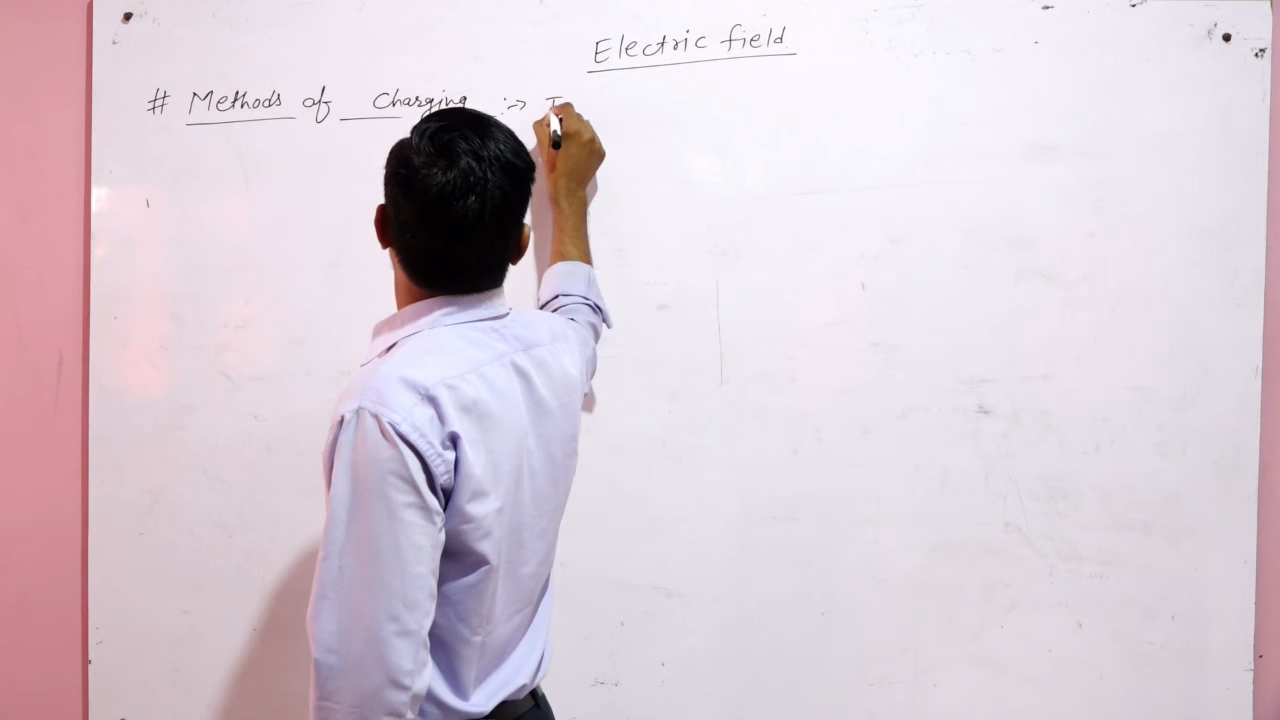 Electric field
# Methods of Charging :->